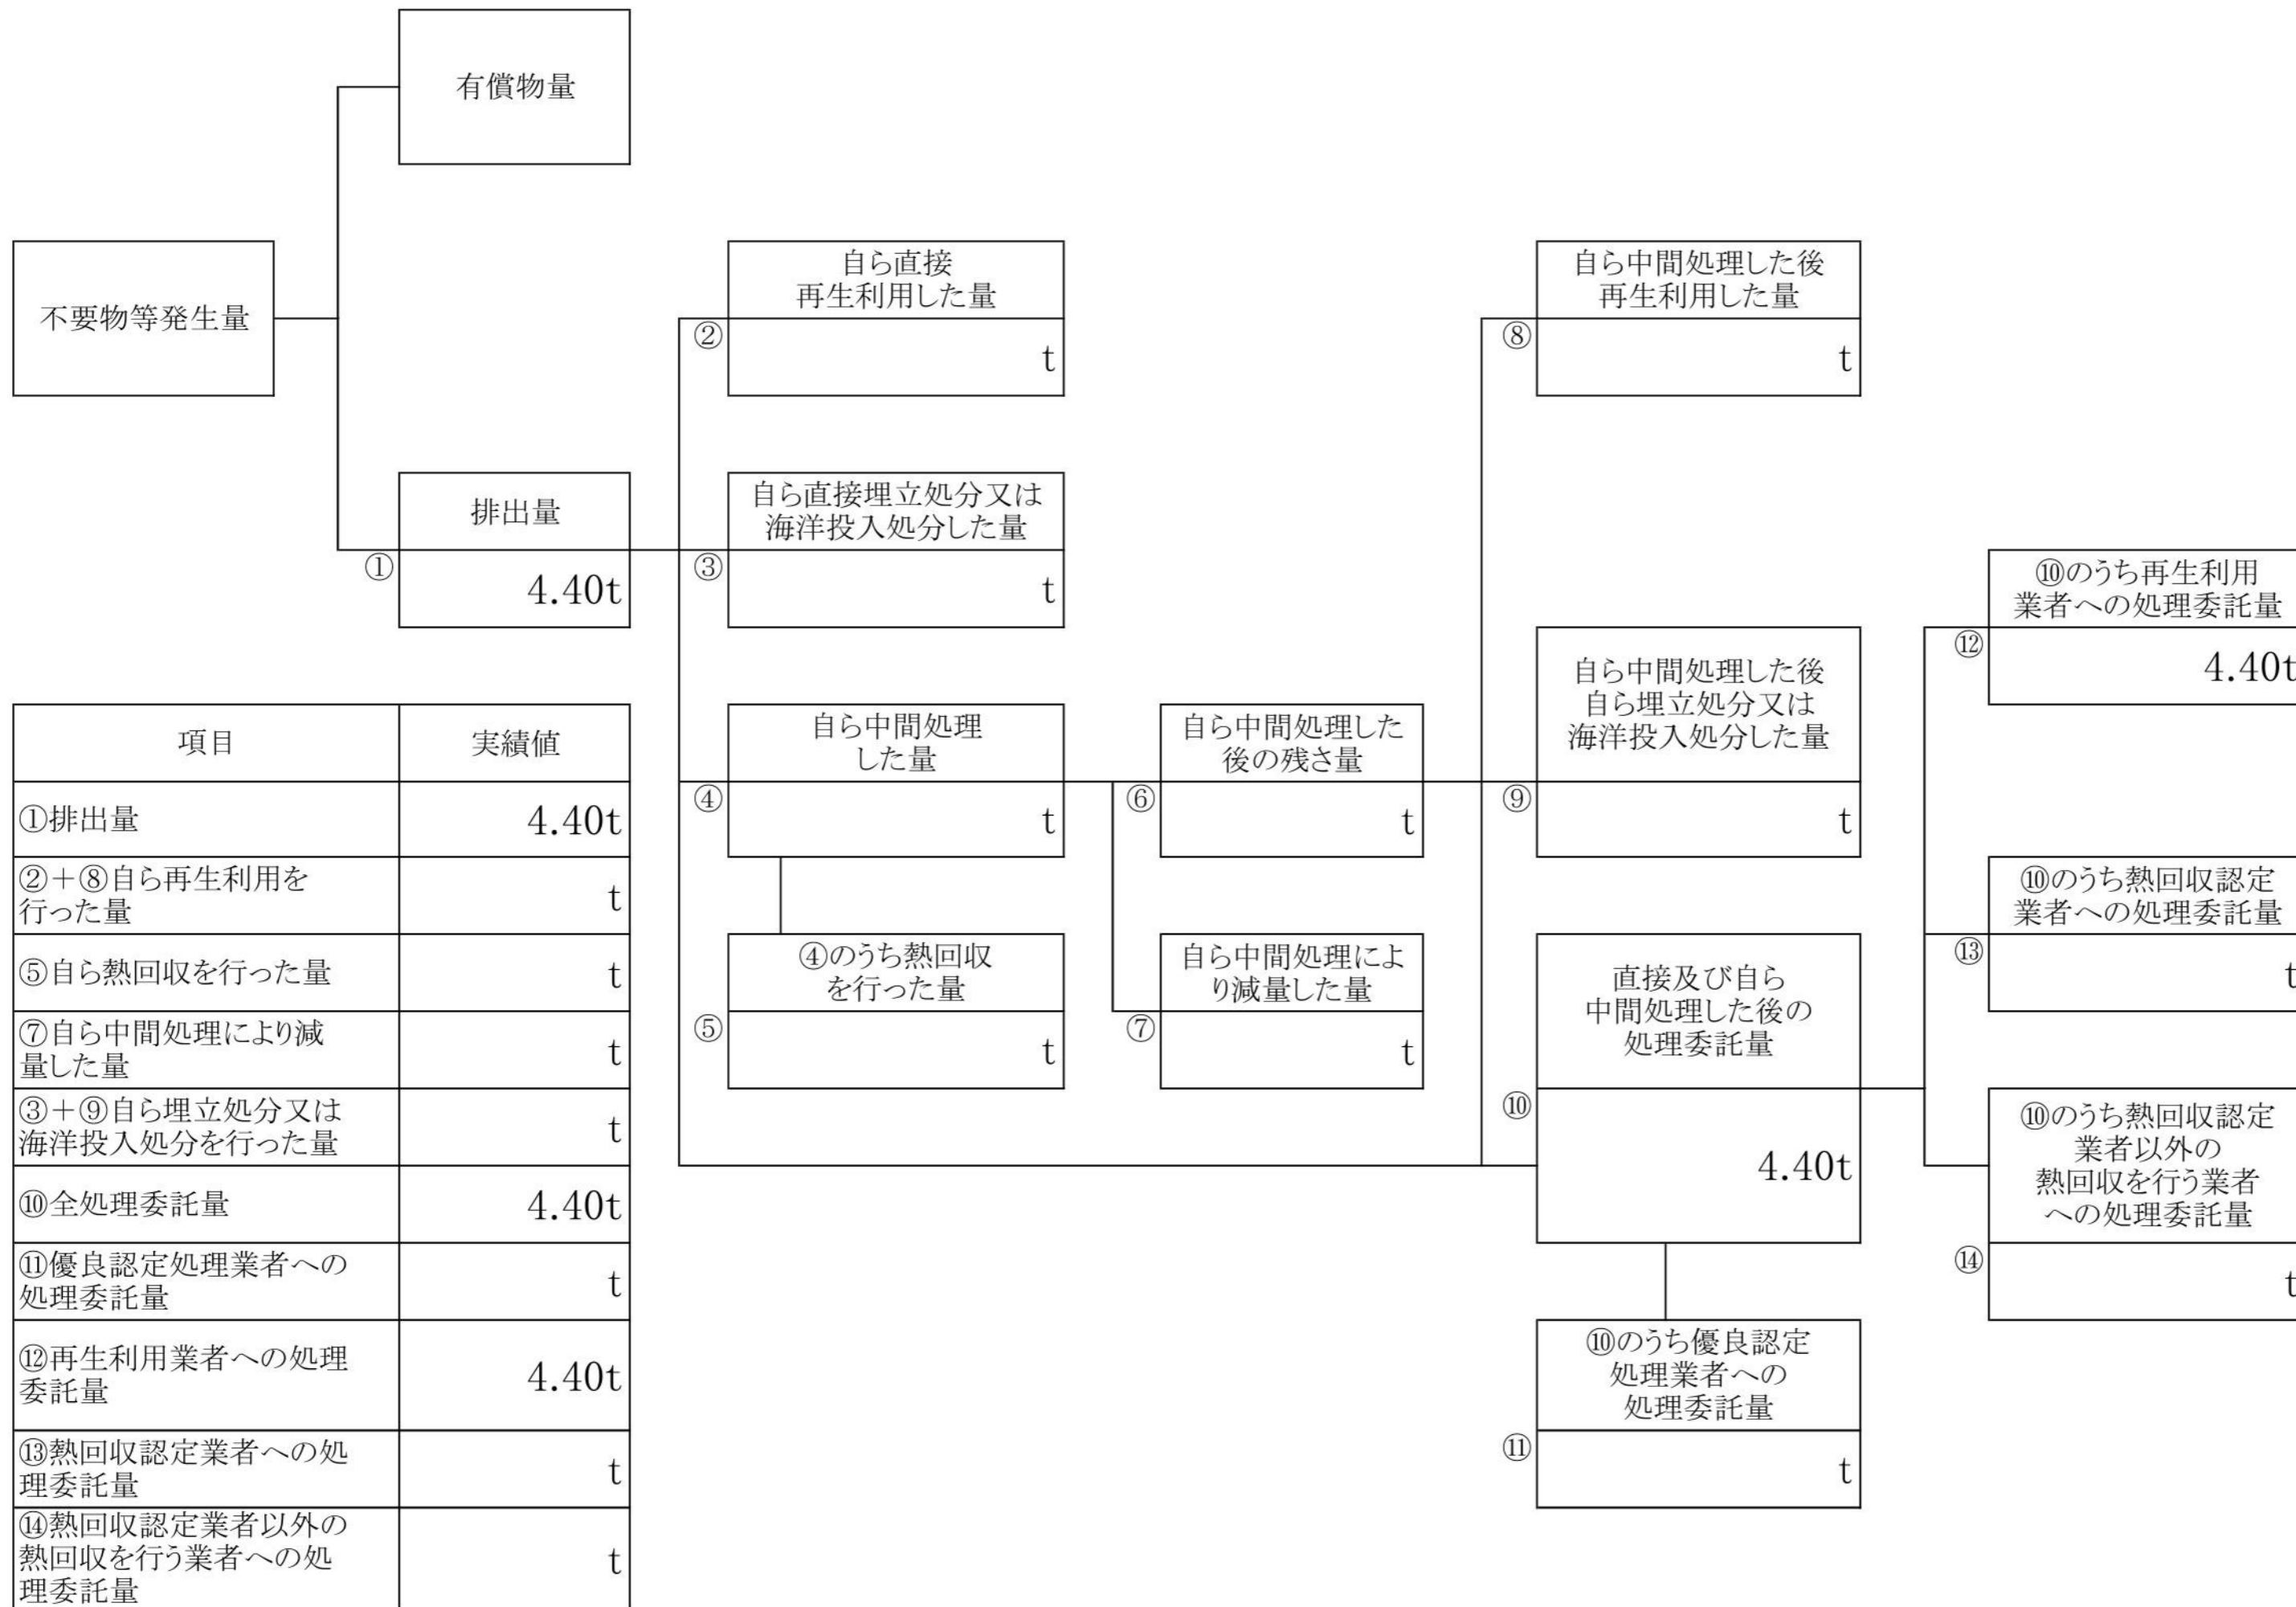 有償物量
不要物等発生量
自ら直接
再生利用した量
②
t
自ら中間処理した後
再生利用した量
⑧
t
排出量
①
4.40t
自ら直接埋立処分又は
海洋投入処分した量
③
t
⑩のうち再生利用
業者への処理委託量
⑫
4.40t
自ら中間処理した後
自ら埋立処分又は
海洋投入処分した量
⑨
t
自ら中間処理
した量
④
t
自ら中間処理した
後の残さ量
⑥
t
⑩のうち熱回収認定
業者への処理委託量
⑬
t
④のうち熱回収
を行った量
⑤
t
自ら中間処理によ
り減量した量
⑦
t
直接及び自ら
中間処理した後の
処理委託量
⑩
4.40t
⑩のうち熱回収認定
業者以外の
熱回収を行う業者
への処理委託量
⑭
t
⑩のうち優良認定
処理業者への
処理委託量
⑪
t
項目 実績値
①排出量 4.40t
②＋⑧自ら再生利用を
行った量
t
⑤自ら熱回収を行った量 t
⑦自ら中間処理により減
量した量
t
③＋⑨自ら埋立処分又は
海洋投入処分を行った量
t
⑩全処理委託量 4.40t
⑪優良認定処理業者への
処理委託量
t
⑫再生利用業者への処理
委託量
4.40t
⑬熱回収認定業者への処
理委託量
t
⑭熱回収認定業者以外の
熱回収を行う業者への処
理委託量
t